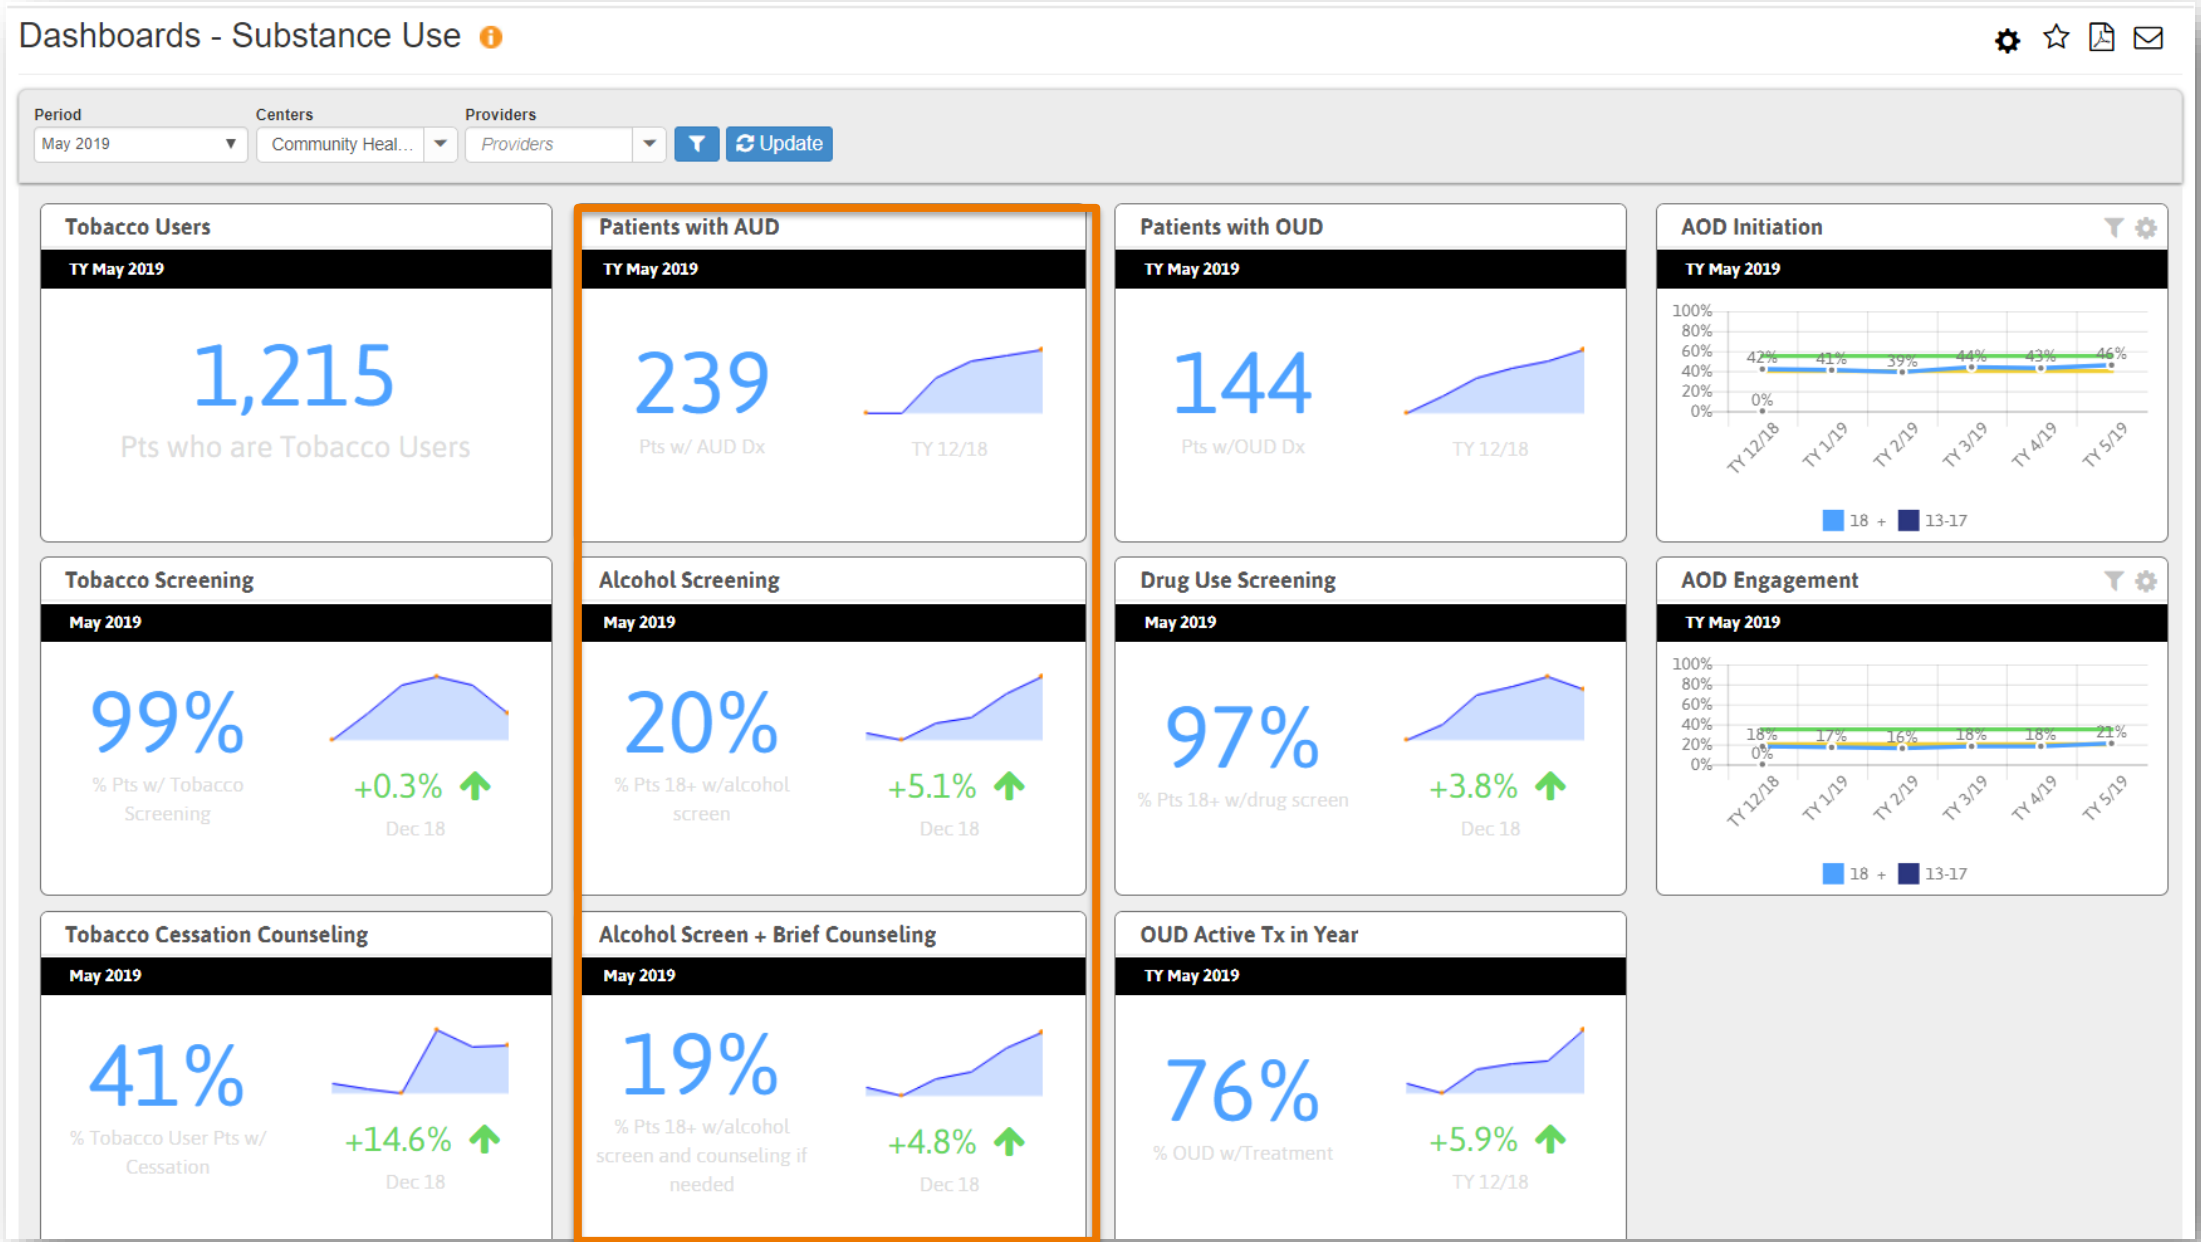 Dashboards - Substance Use
Period
Centers
Providers
May 2019
Community Heal...
Providers
Update
Tobacco Users
TY May 2019
1,215
Pts who are Tobacco Users
Patients with AUD
TY May 2019
239
Pts w/ AUD Dx
TY 12/18
Patients with OUD
TY May 2019
144
Pts w/OUD Dx
TY 12/18
AOD Initiation
TY May 2019
100%
80%
60%
40%
20%
0%
42%
41%
39%
44%
43%
46%
0%
TY 12/18
TY 1/19
TY 2/19
TY 3/19
TY 4/19
TY 5/19
18 +
13-17
Tobacco Screening
May 2019
99%
% Pts w/ Tobacco
Screening
+0.3%
Dec 18
Alcohol Screening
May 2019
20%
% Pts 18+ w/alcohol
screen
+5.1%
Dec 18
Drug Use Screening
May 2019
97%
% Pts 18+ w/drug screen
+3.8%
Dec 18
AOD Engagement
TY May 2019
100%
80%
60%
40%
20%
0%
18%
17%
16%
18%
18%
21%
0%
TY 12/18
TY 1/19
TY 2/19
TY 3/19
TY 4/19
TY 5/19
18 +
13-17
Tobacco Cessation Counseling
May 2019
41%
% Tobacco User Pts w/
Cessation
+14.6%
Dec 18
Alcohol Screen + Brief Counseling
May 2019
19%
% Pts 18+ w/alcohol
screen and counseling if
needed
+4.8%
Dec 18
OUD Active Tx in Year
TY May 2019
76%
% OUD w/Treatment
+5.9%
TY 12/18